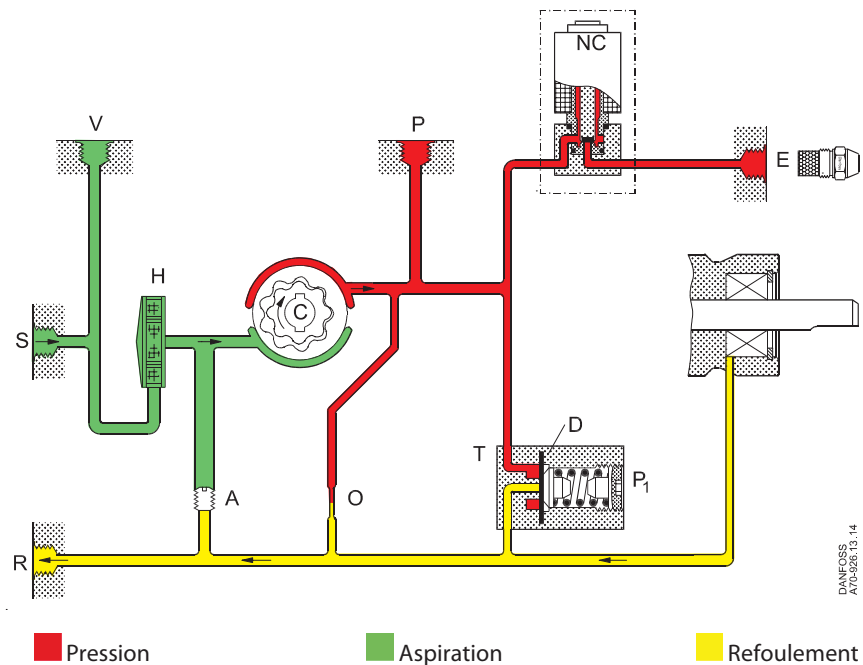 NC
V
P
E
H
C
S
D
T
P1
A
O
R
DANFOSS
A70-926.13.14
Pression
Aspiration
Refoulement